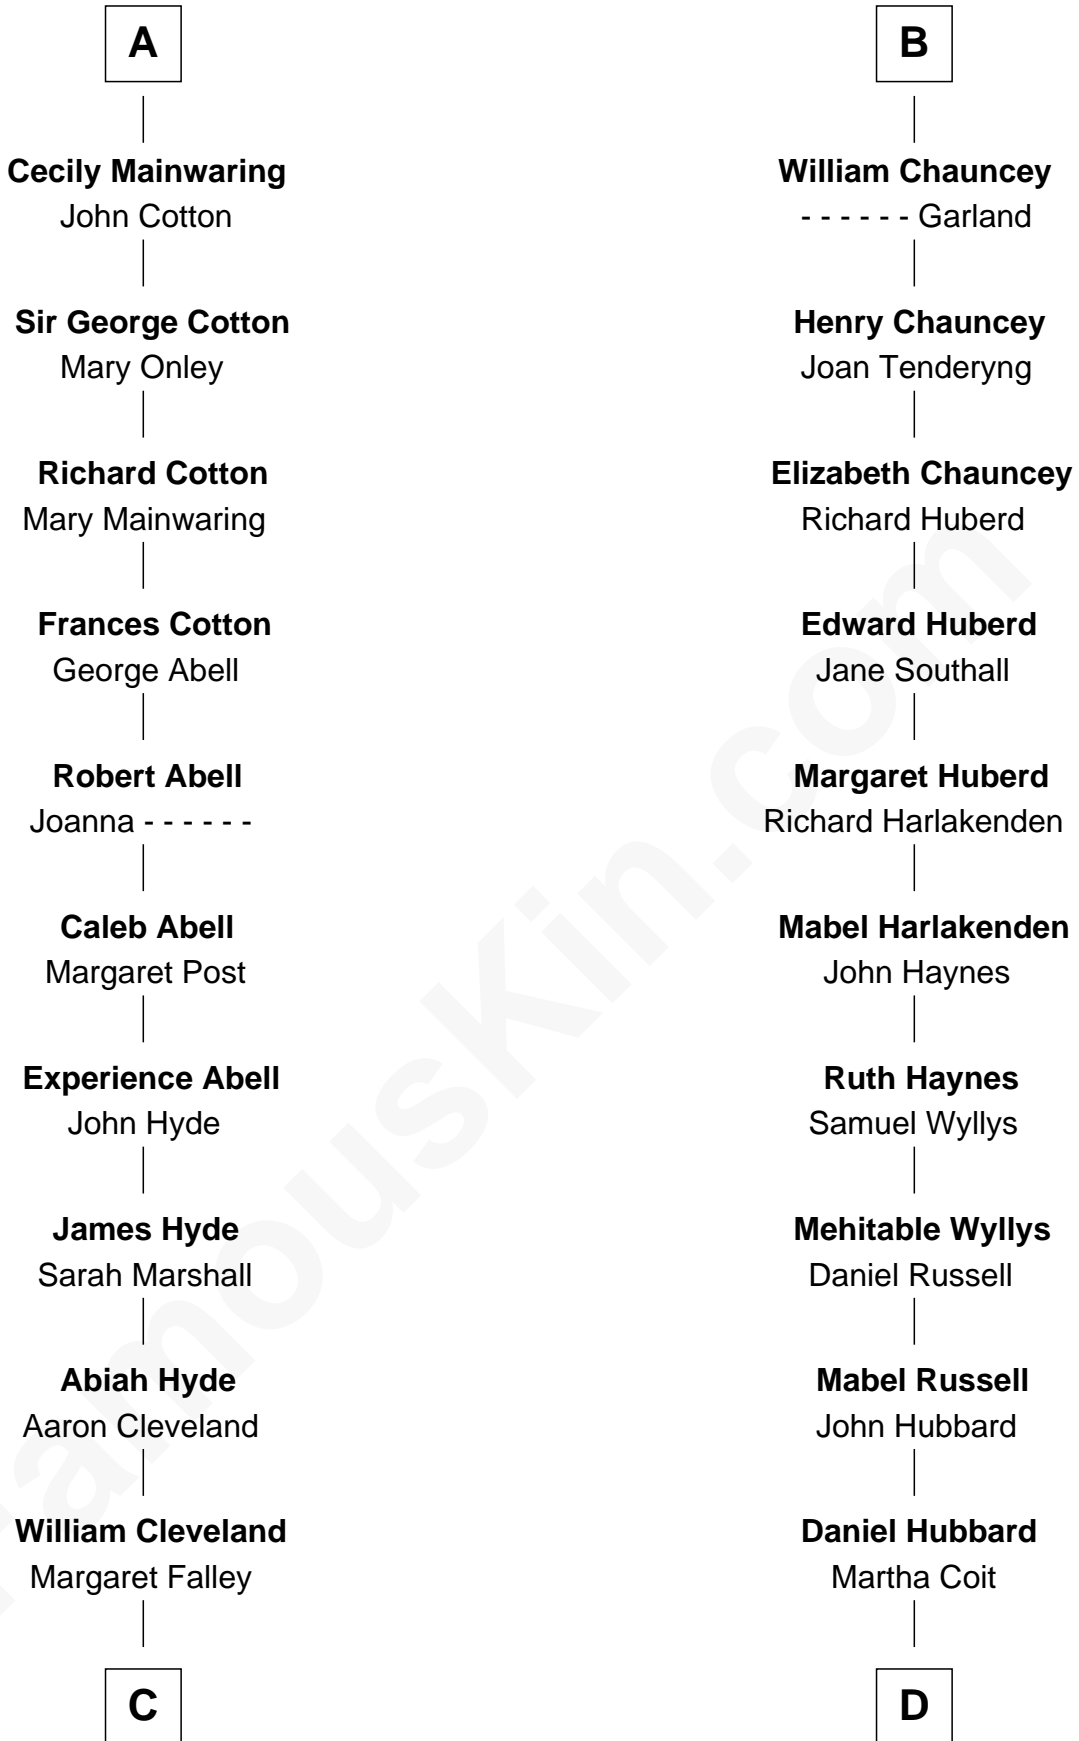 A
Cecily Mainwaring
John Cotton
Sir George Cotton
Mary Onley
Richard Cotton
Mary Mainwaring
Frances Cotton
George Abell
Robert Abell
Joanna - - - - - -
Caleb Abell
Margaret Post
Experience Abell
John Hyde
James Hyde
Sarah Marshall
Abiah Hyde
Aaron Cleveland
William Cleveland
Margaret Falley
C
B
William Chauncey
- - - - - - Garland
Henry Chauncey
Joan Tenderyng
Elizabeth Chauncey
Richard Huberd
Edward Huberd
Jane Southall
Margaret Huberd
Richard Harlakenden
Mabel Harlakenden
John Haynes
Ruth Haynes
Samuel Wyllys
Mehitable Wyllys
Daniel Russell
Mabel Russell
John Hubbard
Daniel Hubbard
Martha Coit
D
FamousKin.com